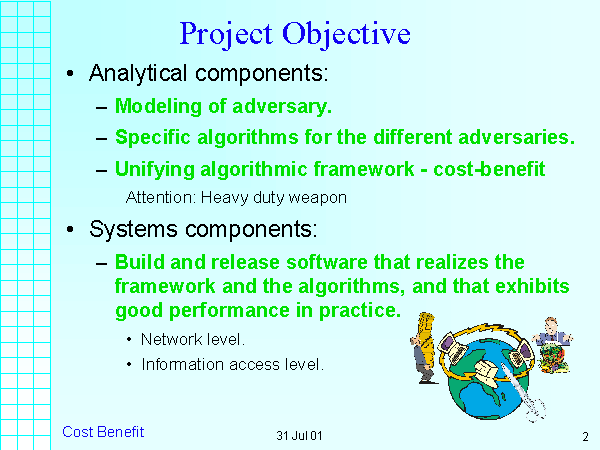 Project Objective
• Analytical components:
– Modeling of adversary.
– Specific algorithms for the different adversaries.
– Unifying algorithmic framework - cost-benefit
Attention: Heavy duty weapon
• Systems components:
– Build and release software that realizes the
framework and the algorithms, and that exhibits
good performance in practice.
• Network level.
• Information access level.
Cost Benefit
31 Jul 01
2